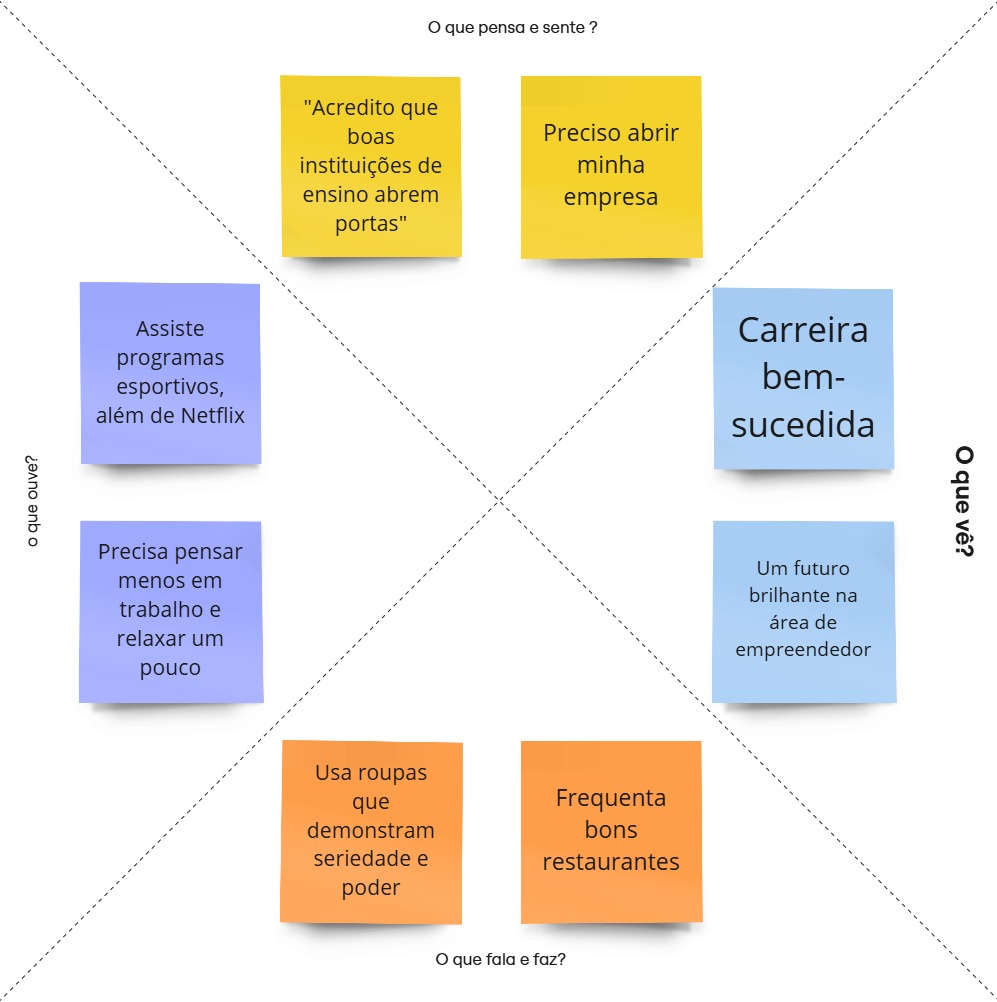 O que pensa e sente ?
"Acredito que
boas
instituições de
ensino abrem
portas"
Preciso abrir
minha
empresa
Assiste
programas
esportivos,
além de Netflix
Carreira
bem-
sucedida
o que ouve?
O que vê?
Precisa pensar
menos em
trabalho e
relaxar um
pouco
Um futuro
brilhante na
área de
empreendedor
Usa roupas
que
demonstram
seriedade e
poder
Frequenta
bons
restaurantes
O que fala e faz?